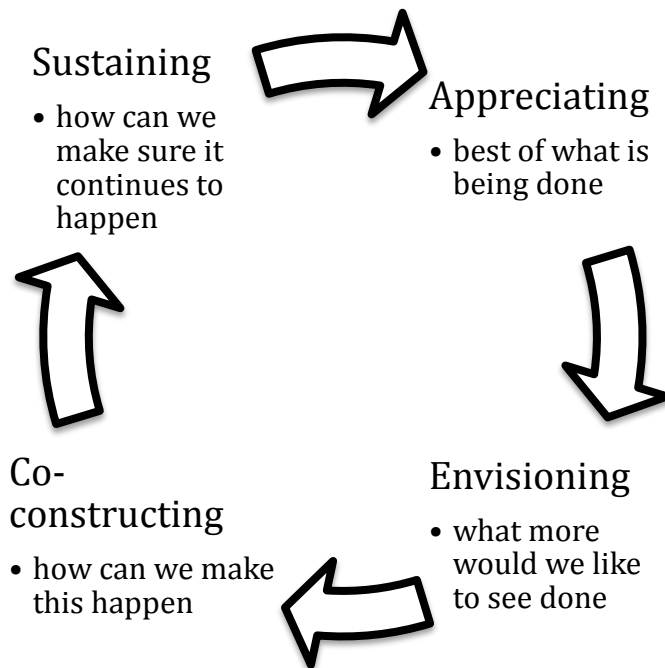 Sustaining
• how can we
make sure it
continues to
happen
Appreciating
• best of what is
being done
Envisioning
• what more
would we like
to see done
Co-
constructing
• how can we make
this happen